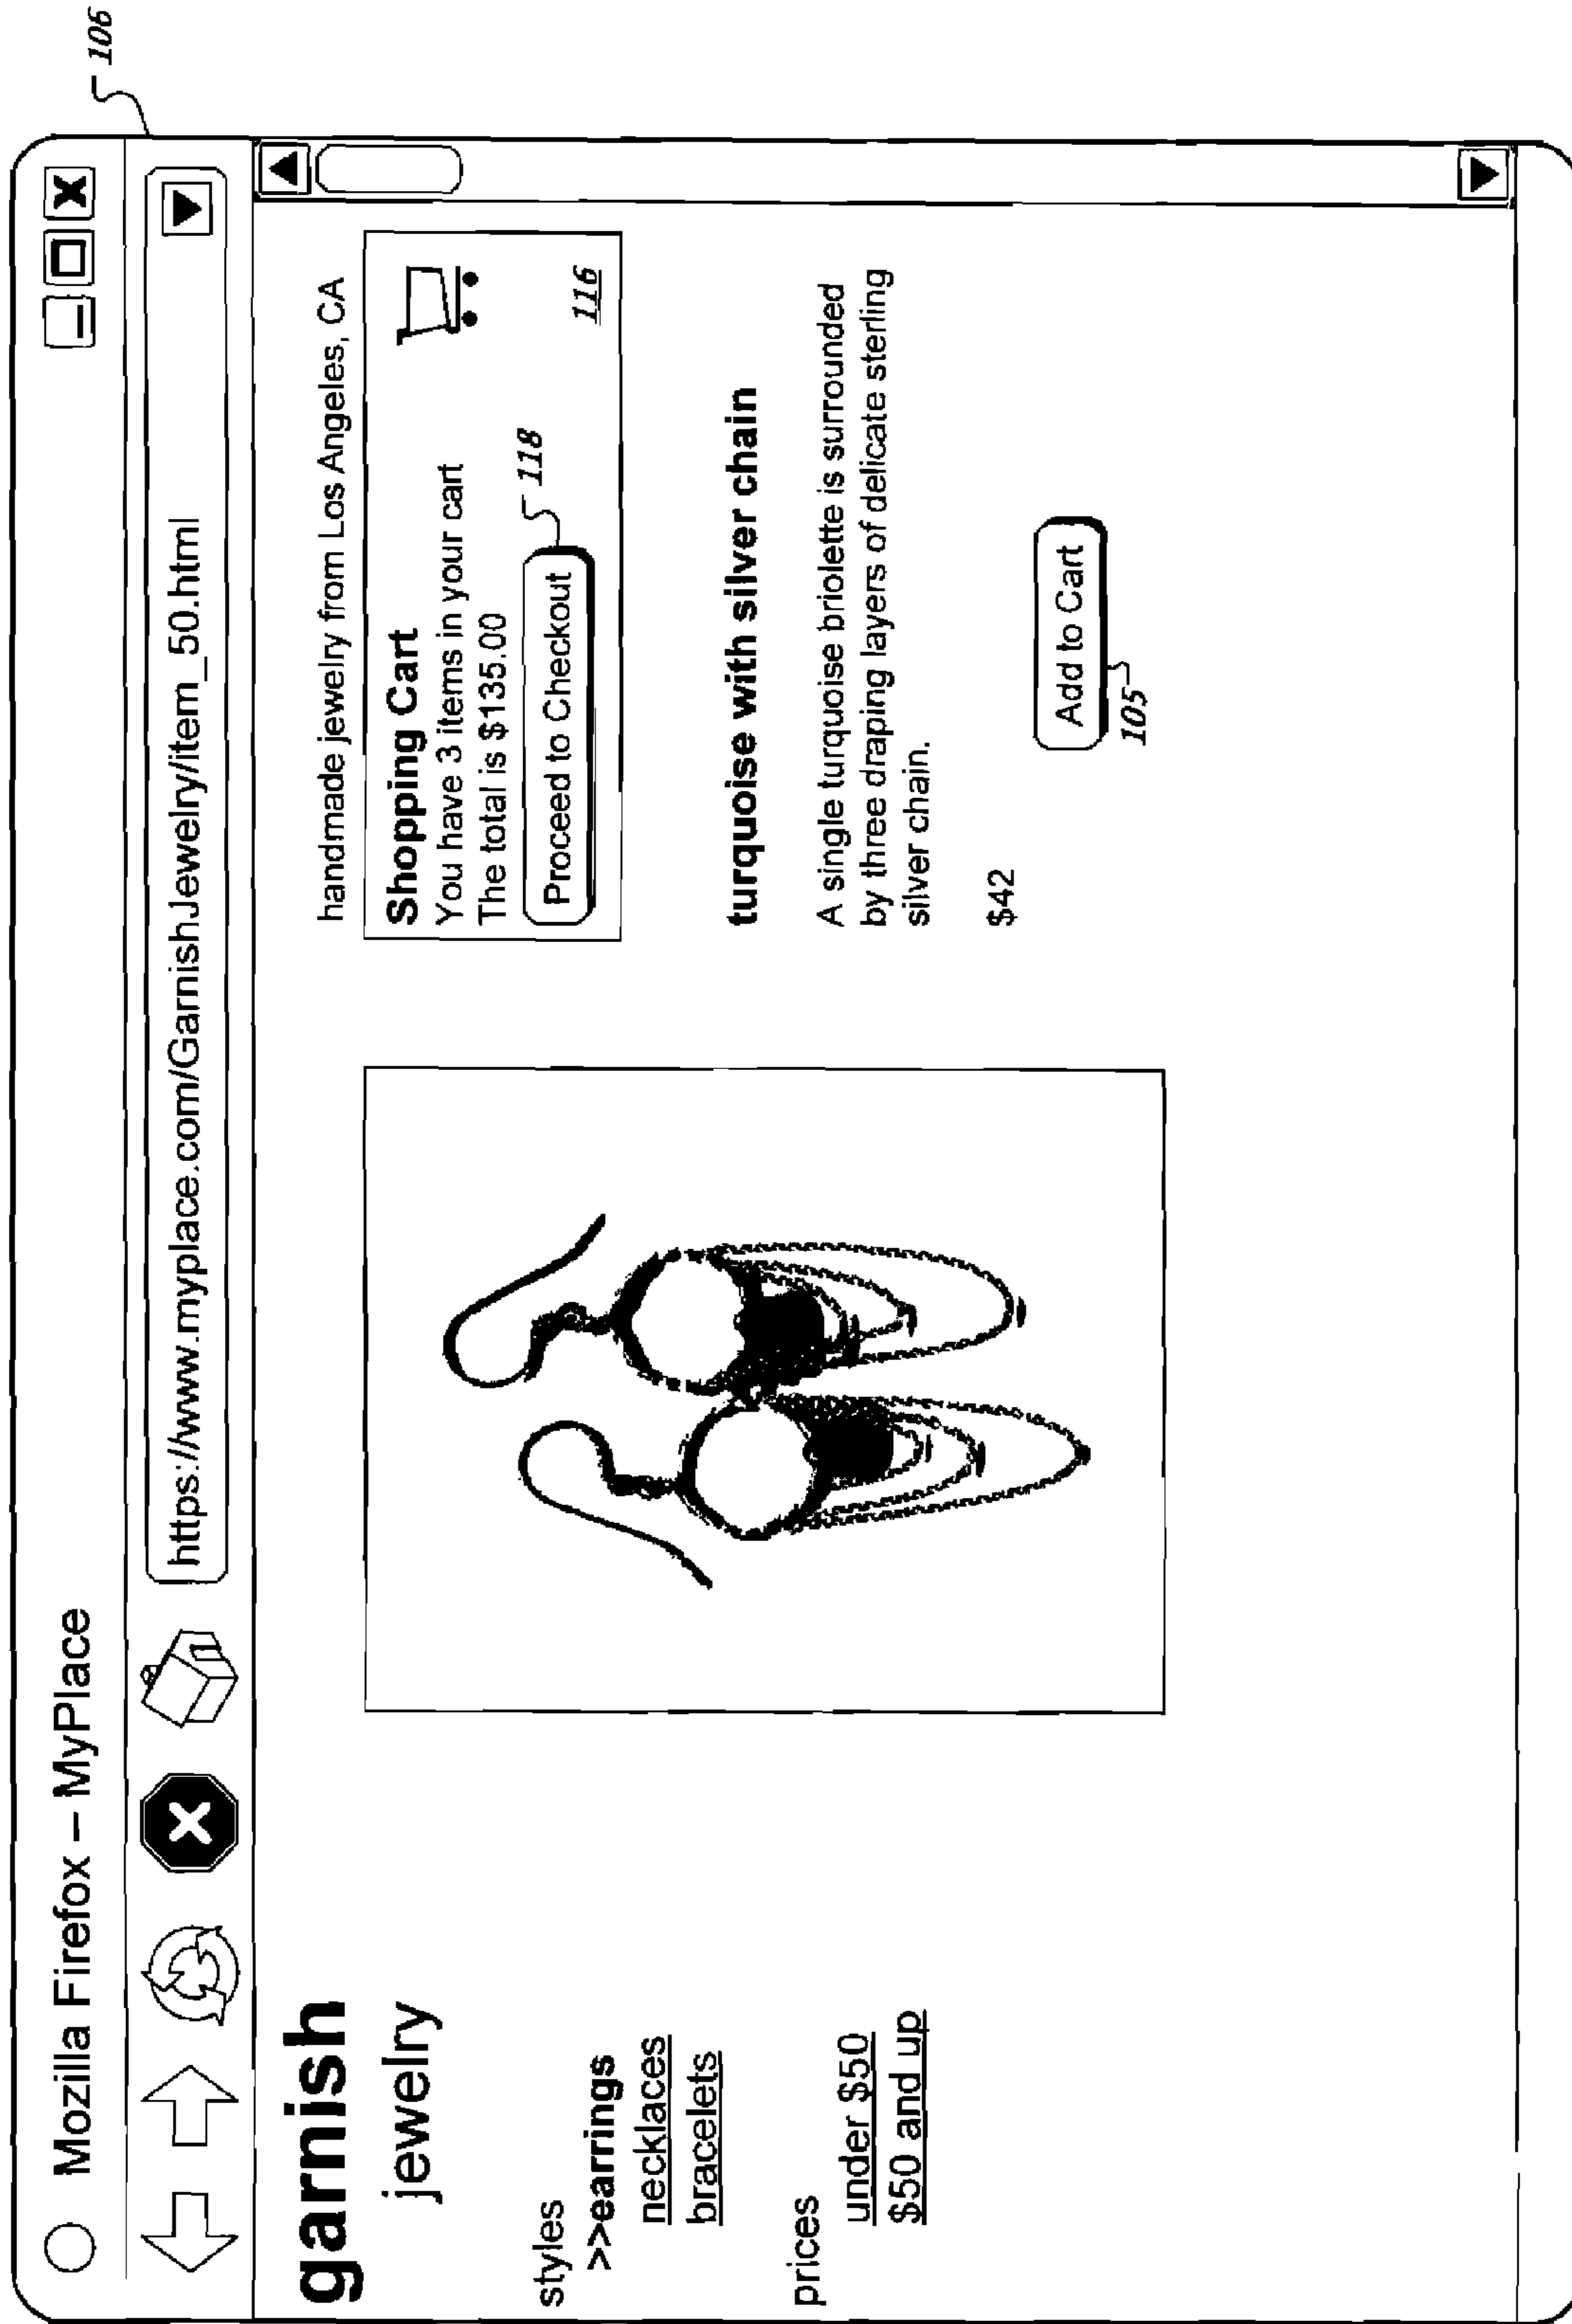 106
Mozilla Firefox – MyPlace
https://www.myplace.com/GarnishJewelry/item_50.html
garnish
jewelry
styles
>>earrings
necklaces
bracelets
prices
under $50
$50 and up
handmade jewelry from Los Angeles, CA
Shopping Cart
You have 3 items in your cart
The total is $135.00
Proceed to Checkout
118
116
turquoise with silver chain
A single turquoise briolette is surrounded
by three draping layers of delicate sterling
silver chain.
$42
Add to Cart
105